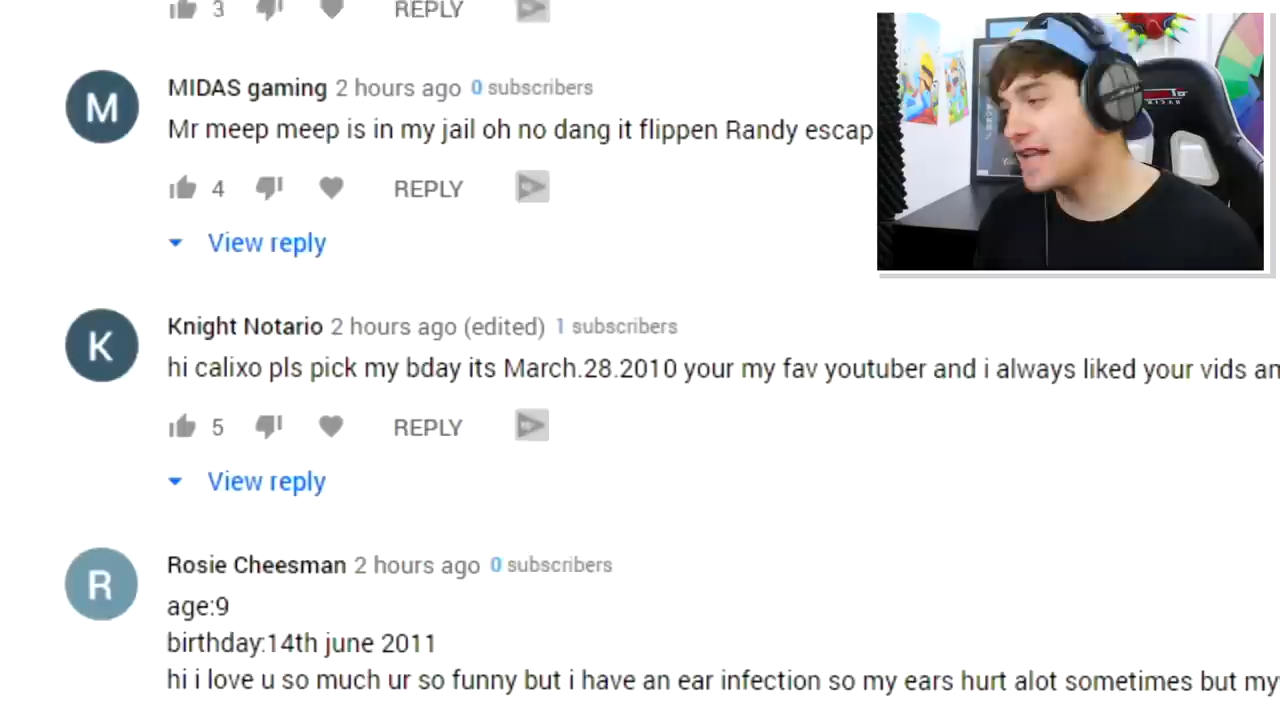 3 REPLY
MIDAS gaming 2 hours ago 0 subscribers
Mr meep meep is in my jail oh no dang it flippen Randy escap
4 REPLY
View reply
Knight Notario 2 hours ago (edited) 1 subscribers
hi calixo pls pick my bday its March.28.2010 your my fav youtuber and i always liked your vids an
5 REPLY
View reply
Rosie Cheesman 2 hours ago 0 subscribers
age:9
birthday:14th june 2011
hi i love u so much ur so funny but i have an ear infection so my ears hurt alot sometimes but my
M
K
R